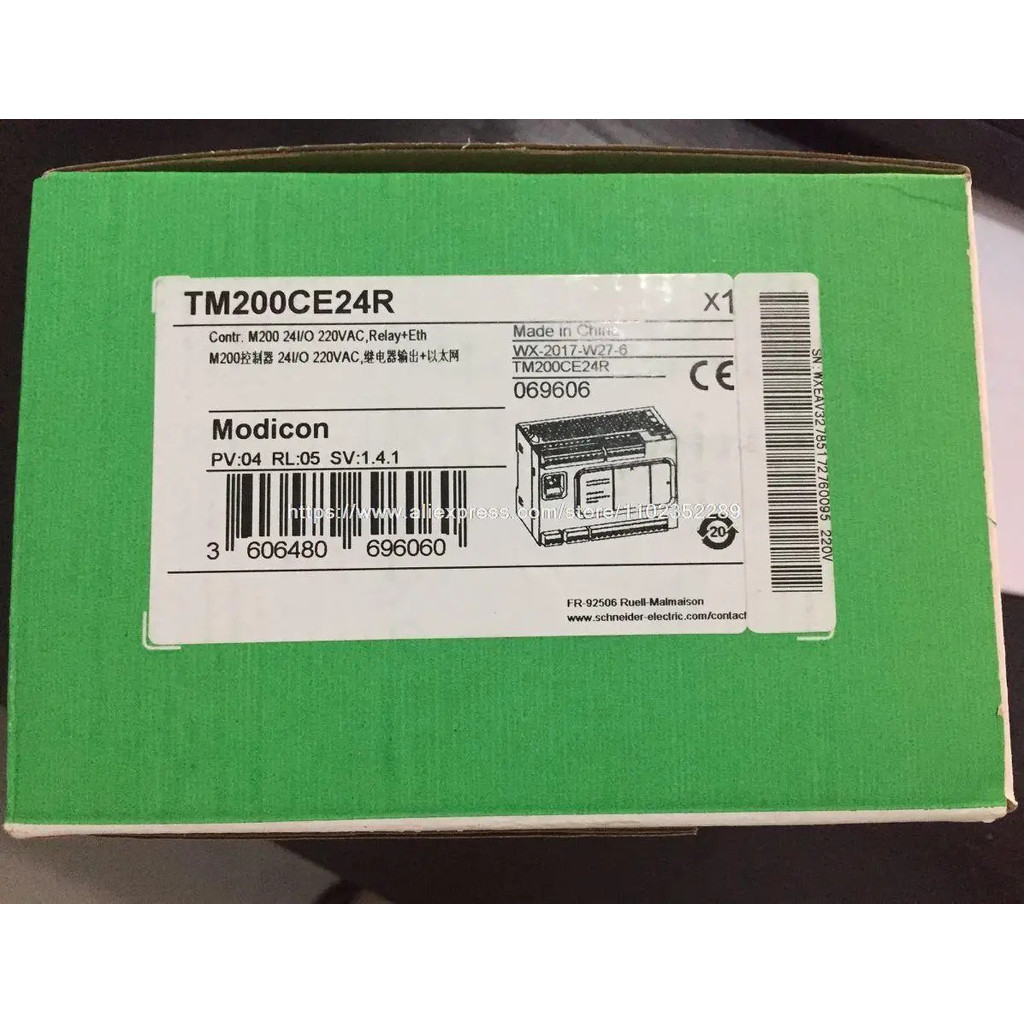 TM200CE24R
X1
Contr. M200 24I/O 220VAC,Relay+Eth
M200控制器 24I/O 220VAC,继电器输出+以太网
Made in China
WX-2017-W27-6
TM200CE24R
069606
CE
Modicon
PV:04 RL:05 SV:1.4.1
3 606480 696060
https://www.aliexpress.com/store/1102352289
20
FR-92506 Ruell-Malmaison
www.schneider-electric.com/contact
SN:WXEAV32785172760095 220V